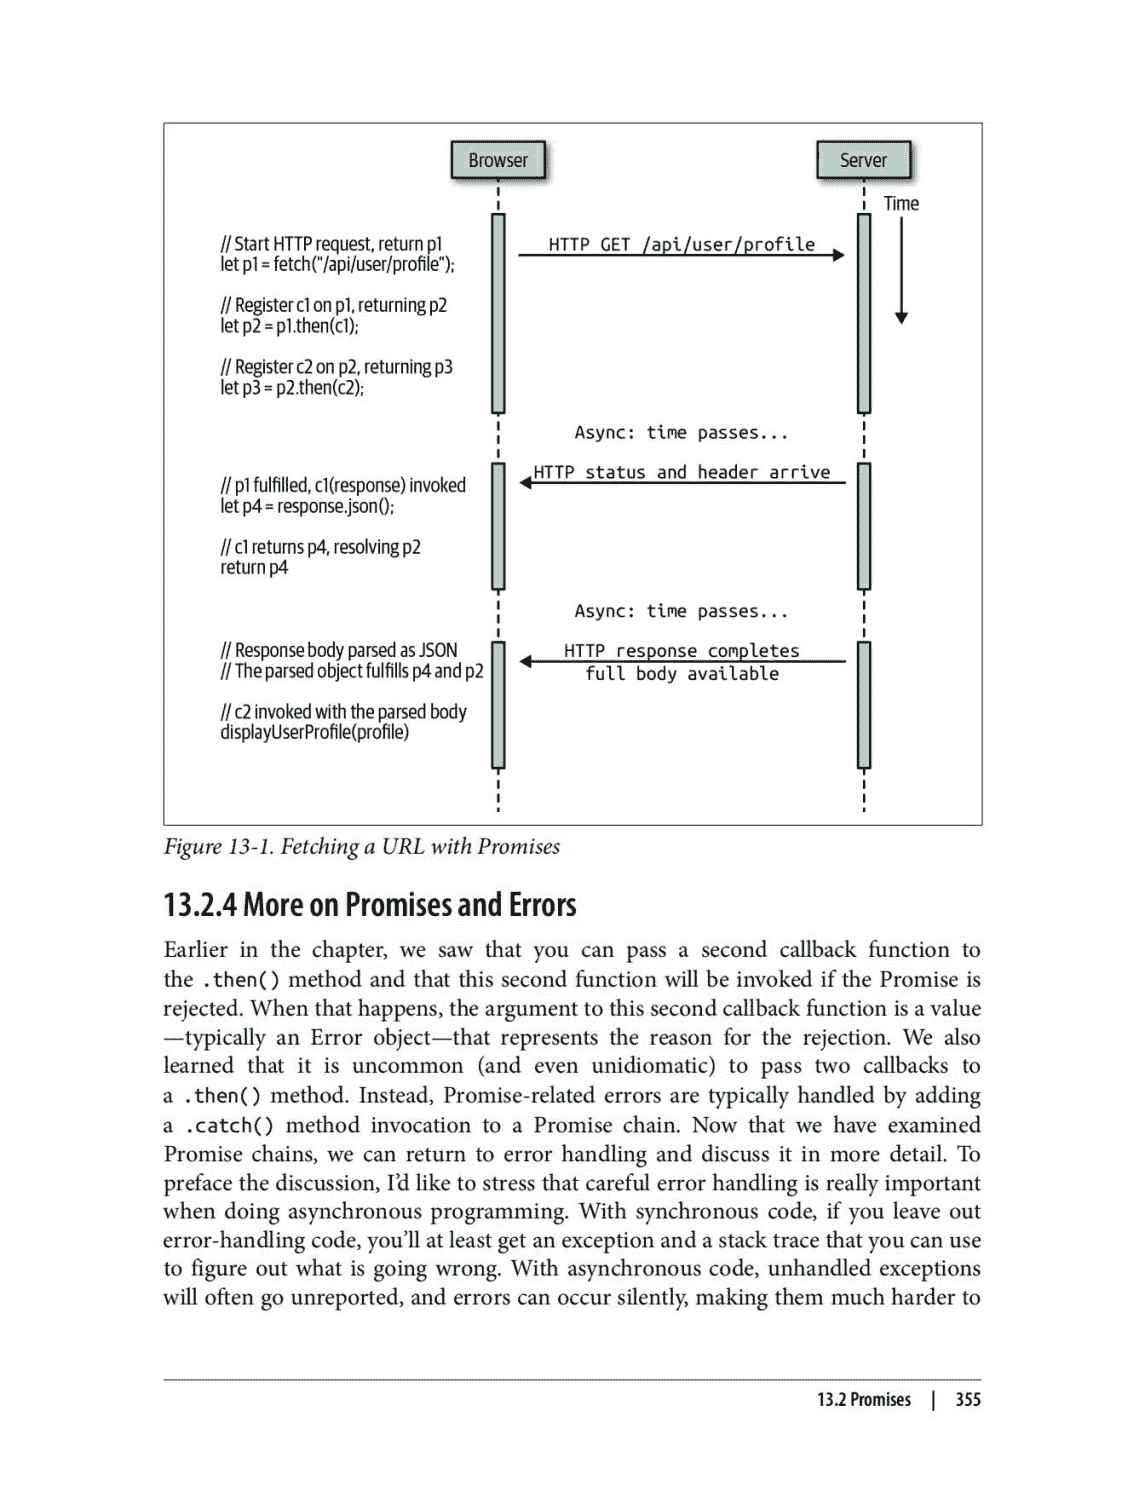 Browser
Server
Time
// Start HTTP request, return p1
let p1 = fetch("/api/user/profile");
HTTP GET /api/user/profile
// Register c1 on p1, returning p2
let p2 = p1.then(c1);
// Register c2 on p2, returning p3
let p3 = p2.then(c2);
Async: time passes...
HTTP status and header arrive
// p1 fulfilled, c1(response) invoked
let p4 = response.json();
// c1 returns p4, resolving p2
return p4
Async: time passes...
// Response body parsed as JSON
// The parsed object fulfills p4 and p2
HTTP response completes
full body available
// c2 invoked with the parsed body
displayUserProfile(profile)
Figure 13-1. Fetching a URL with Promises
13.2.4 More on Promises and Errors
Earlier in the chapter, we saw that you can pass a second callback function to
the .then() method and that this second function will be invoked if the Promise is
rejected. When that happens, the argument to this second callback function is a value
—typically an Error object—that represents the reason for the rejection. We also
learned that it is uncommon (and even unidiomatic) to pass two callbacks to
a .then() method. Instead, Promise-related errors are typically handled by adding
a .catch() method invocation to a Promise chain. Now that we have examined
Promise chains, we can return to error handling and discuss it in more detail. To
preface the discussion, I’d like to stress that careful error handling is really important
when doing asynchronous programming. With synchronous code, if you leave out
error-handling code, you’ll at least get an exception and a stack trace that you can use
to figure out what is going wrong. With asynchronous code, unhandled exceptions
will often go unreported, and errors can occur silently, making them much harder to
13.2 Promises | 355